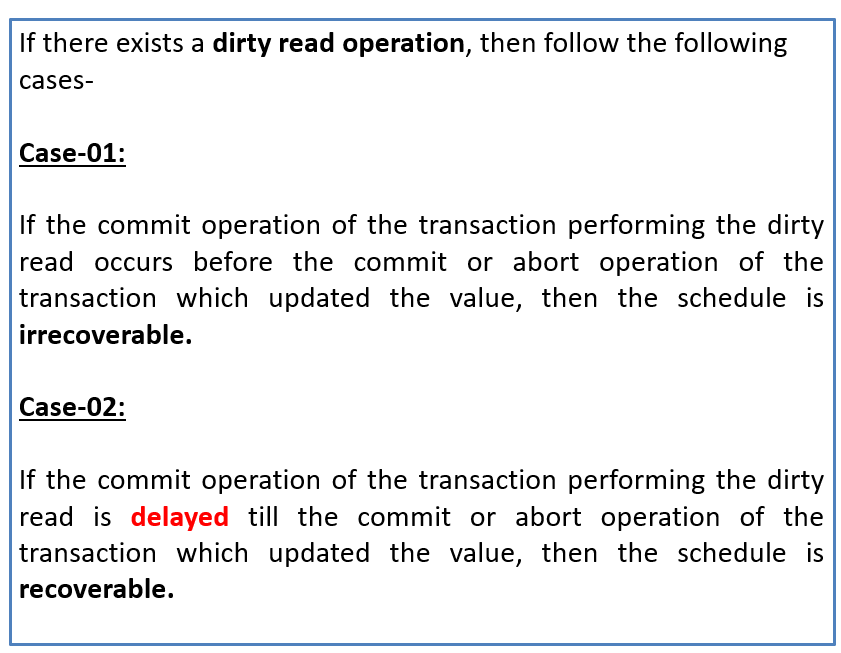 If there exists a dirty read operation, then follow the following
cases-
Case-01:
If the commit operation of the transaction performing the dirty
read occurs before the commit or abort operation of the
transaction which updated the value, then the schedule is
irrecoverable.
Case-02:
If the commit operation of the transaction performing the dirty
read is delayed till the commit or abort operation of the
transaction which updated the value, then the schedule is
recoverable.